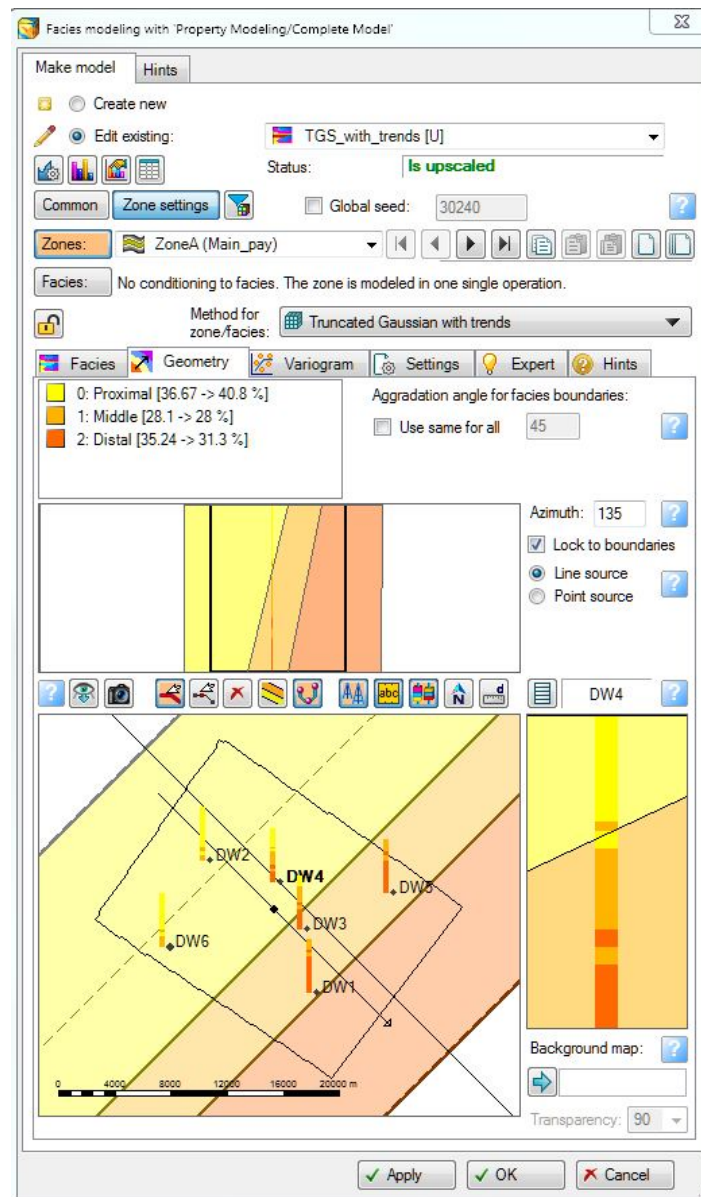 Facies modeling with 'Property Modeling/Complete Model'
Make model Hints
Create new
Edit existing: TGS_with_trends [U]
Status: Is upscaled
Common Zone settings Global seed: 30240 ?
Zones: ZoneA (Main_pay)
Facies: No conditioning to facies. The zone is modeled in one single operation.
Method for
zone/facies: Truncated Gaussian with trends
Facies Geometry Variogram Settings Expert Hints
0: Proximal [36.67 -> 40.8 %] Aggradation angle for facies boundaries:
1: Middle [28.1 -> 28 %] Use same for all 45 ?
2: Distal [35.24 -> 31.3 %]
Azimuth: 135 ?
Lock to boundaries
Line source ?
Point source
? abc N d DW4 ?
DW2
DW4
DW5
DW3
DW6
DW1
0 4000 8000 12000 16000 20000 m
Background map: ?
Transparency: 90
Apply OK Cancel